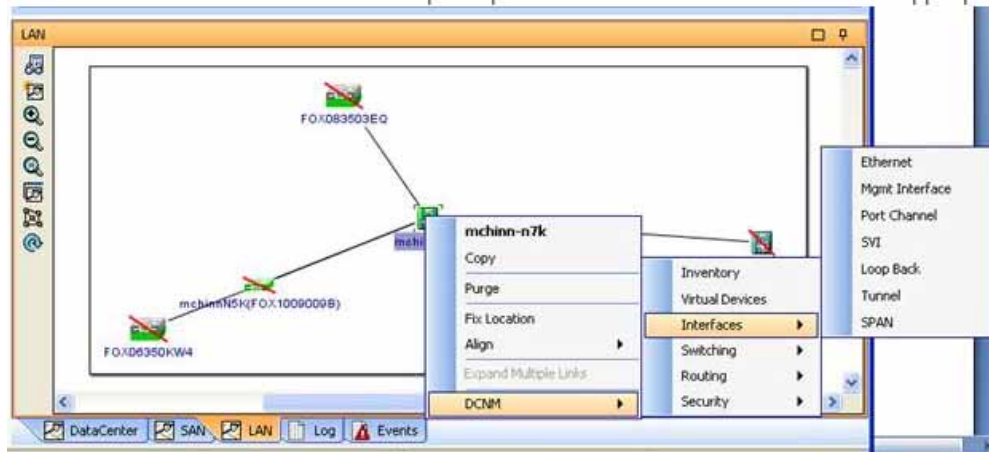 LAN
FOX083503EQ
mchinnN5K(FOX1009009B)
FOX06350KW4
mchinn-n7k
Copy
Purge
Fix Location
Align
Expand Multiple Links
DCNM
Inventory
Virtual Devices
Interfaces
Switching
Routing
Security
Ethernet
Mgmt Interface
Port Channel
SVI
Loop Back
Tunnel
SPAN
DataCenter
SAN
LAN
Log
Events